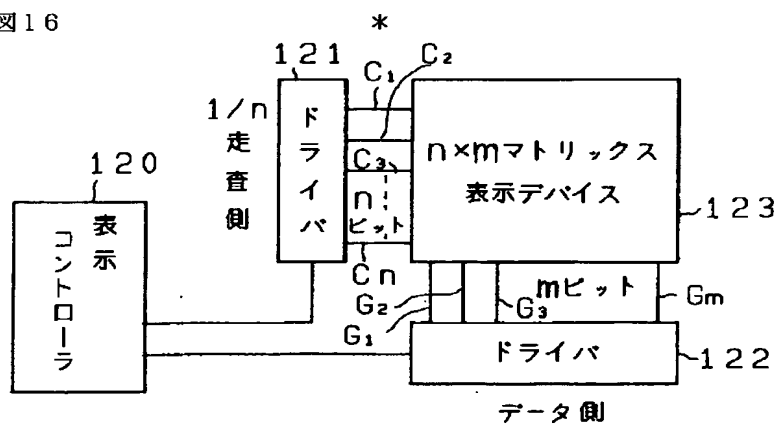 図16
*
121
C1
C2
1/n
走査側
ドライバ
C3
n
ビット
Cn
n×mマトリックス
表示デバイス
123
120
表示
コントローラ
G1
G2
G3
mビット
Gm
ドライバ
122
データ側